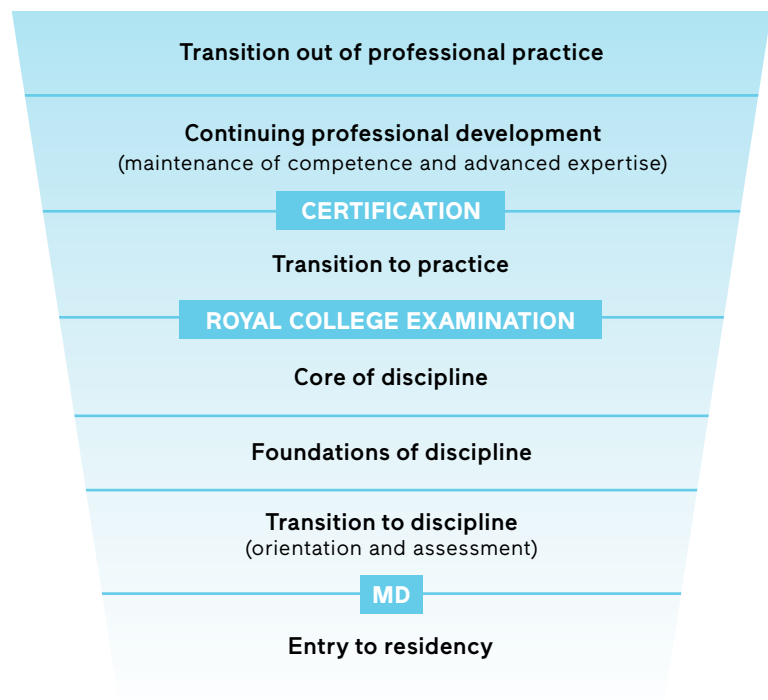 Transition out of professional practice
Continuing professional development
(maintenance of competence and advanced expertise)
CERTIFICATION
Transition to practice
ROYAL COLLEGE EXAMINATION
Core of discipline
Foundations of discipline
Transition to discipline
(orientation and assessment)
MD
Entry to residency